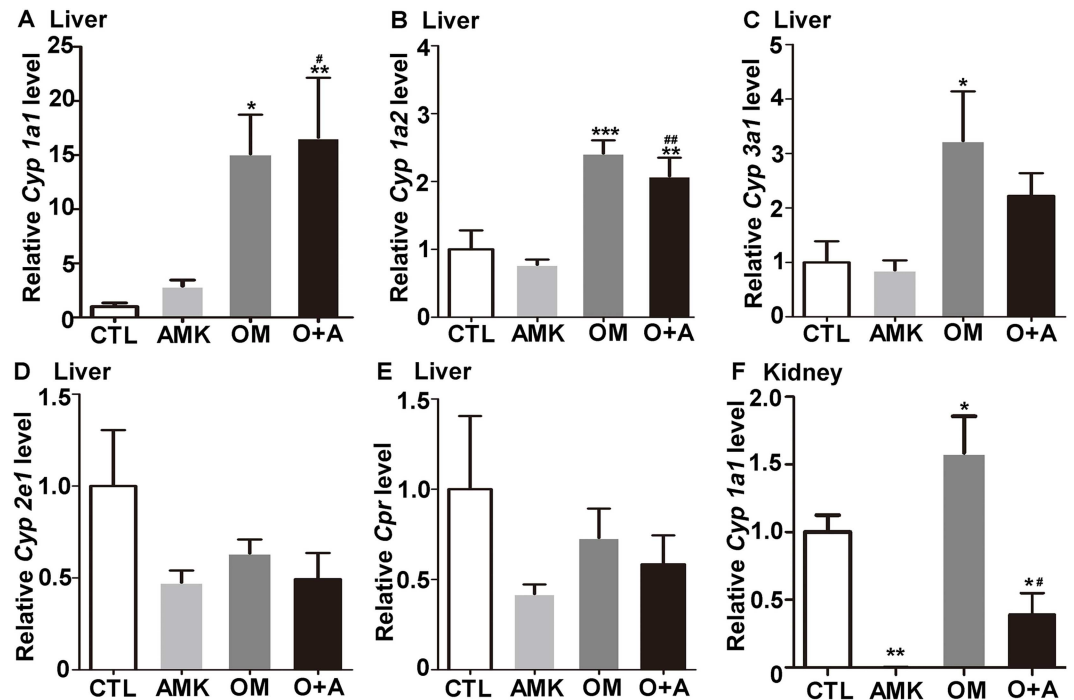 A Liver
Relative Cyp 1a1 level
25
20
15
10
5
0
*
#
**
CTL AMK OM O+A
B Liver
Relative Cyp 1a2 level
4
3
2
1
0
***
##
**
CTL AMK OM O+A
C Liver
Relative Cyp 3a1 level
5
4
3
2
1
0
*
CTL AMK OM O+A
D Liver
Relative Cyp 2e1 level
1.5
1.0
0.5
0
CTL AMK OM O+A
E Liver
Relative Cpr level
1.5
1.0
0.5
0
CTL AMK OM O+A
F Kidney
Relative Cyp 1a1 level
2.0
1.5
1.0
0.5
0
**
*
*#
CTL AMK OM O+A